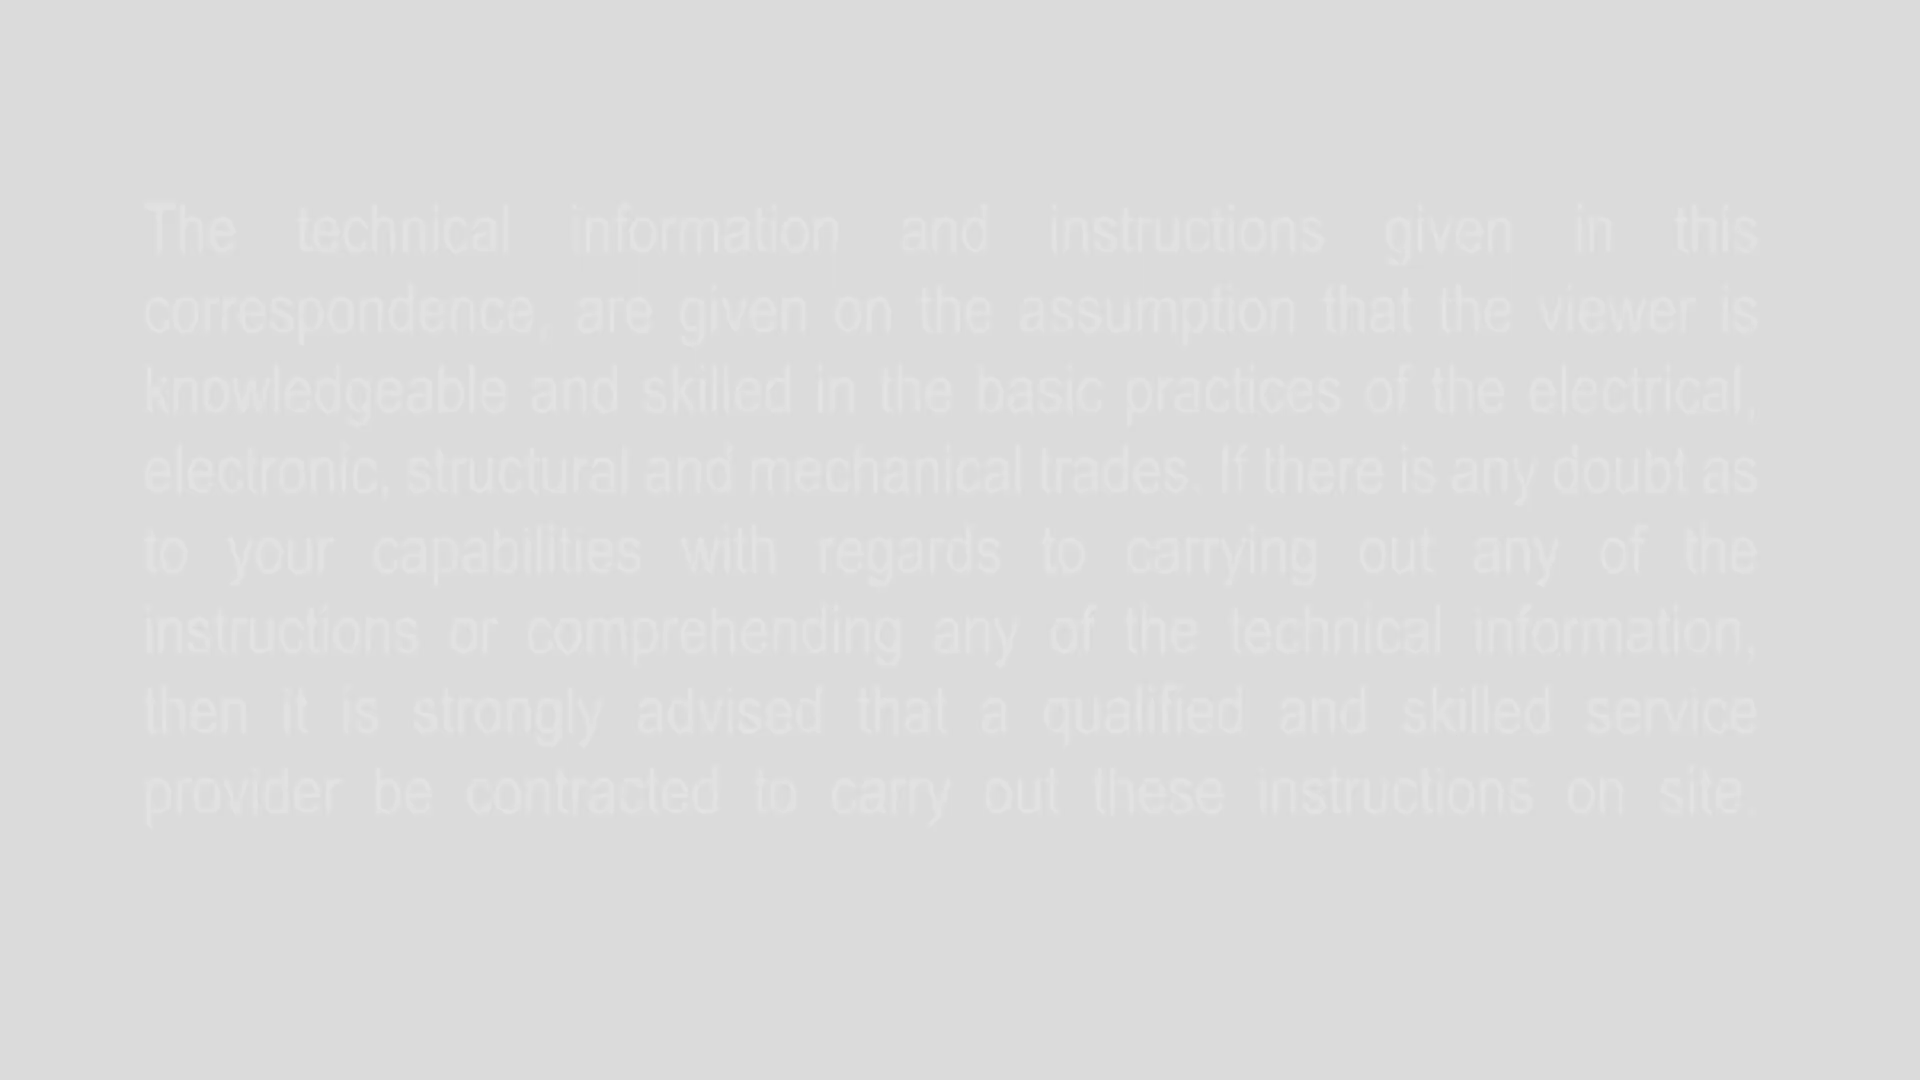 The technical information and instructions given in this
correspondence, are given on the assumption that the viewer is
knowledgeable and skilled in the basic practices of the electrical,
electronic, structural and mechanical trades. If there is any doubt as
to your capabilities with regards to carrying out any of the
instructions or comprehending any of the technical information,
then it is strongly advised that a qualified and skilled service
provider be contracted to carry out these instructions on site.